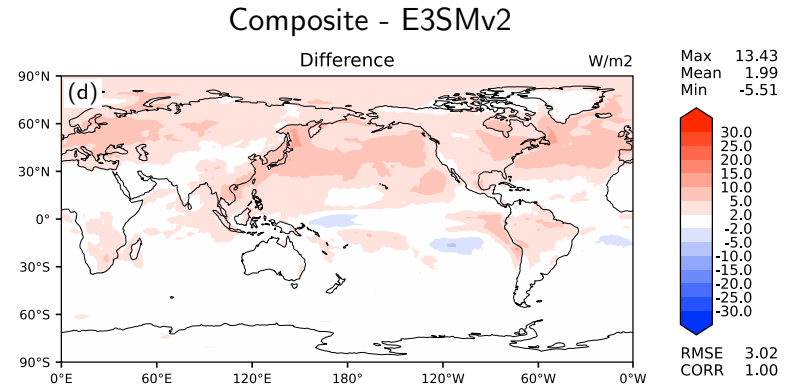 Composite - E3SMv2
Difference
W/m2
(d)
Max 13.43
Mean 1.99
Min -5.51
90°N
60°N
30°N
0°
30°S
60°S
90°S
0°E
60°E
120°E
180°
120°W
60°W
0°W
30.0
25.0
20.0
15.0
10.0
5.0
2.0
-2.0
-5.0
-10.0
-15.0
-20.0
-25.0
-30.0
RMSE 3.02
CORR 1.00